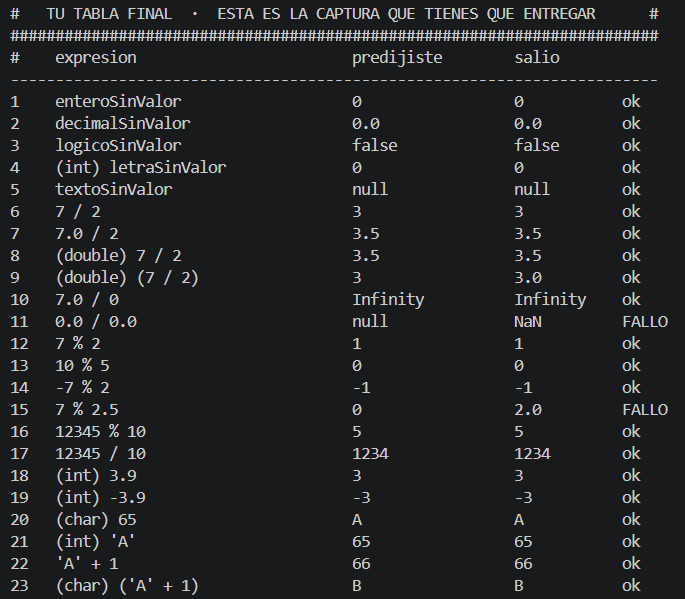 # TU TABLA FINAL · ESTA ES LA CAPTURA QUE TIENES QUE ENTREGAR #
########################################################################
# expresion predijiste salio
------------------------------------------------------------------------
1 enteroSinValor 0 0 ok
2 decimalSinValor 0.0 0.0 ok
3 logicoSinValor false false ok
4 (int) letraSinValor 0 0 ok
5 textoSinValor null null ok
6 7 / 2 3 3 ok
7 7.0 / 2 3.5 3.5 ok
8 (double) 7 / 2 3.5 3.5 ok
9 (double) (7 / 2) 3 3.0 ok
10 7.0 / 0 Infinity Infinity ok
11 0.0 / 0.0 null NaN FALLO
12 7 % 2 1 1 ok
13 10 % 5 0 0 ok
14 -7 % 2 -1 -1 ok
15 7 % 2.5 0 2.0 FALLO
16 12345 % 10 5 5 ok
17 12345 / 10 1234 1234 ok
18 (int) 3.9 3 3 ok
19 (int) -3.9 -3 -3 ok
20 (char) 65 A A ok
21 (int) 'A' 65 65 ok
22 'A' + 1 66 66 ok
23 (char) ('A' + 1) B B ok